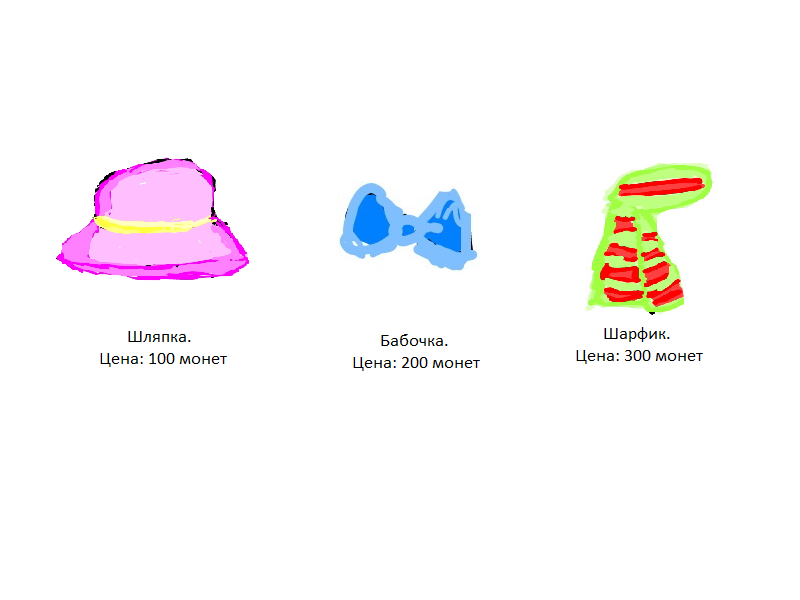 Шляпка.
Цена: 100 монет
Бабочка.
Цена: 200 монет
Шарфик.
Цена: 300 монет